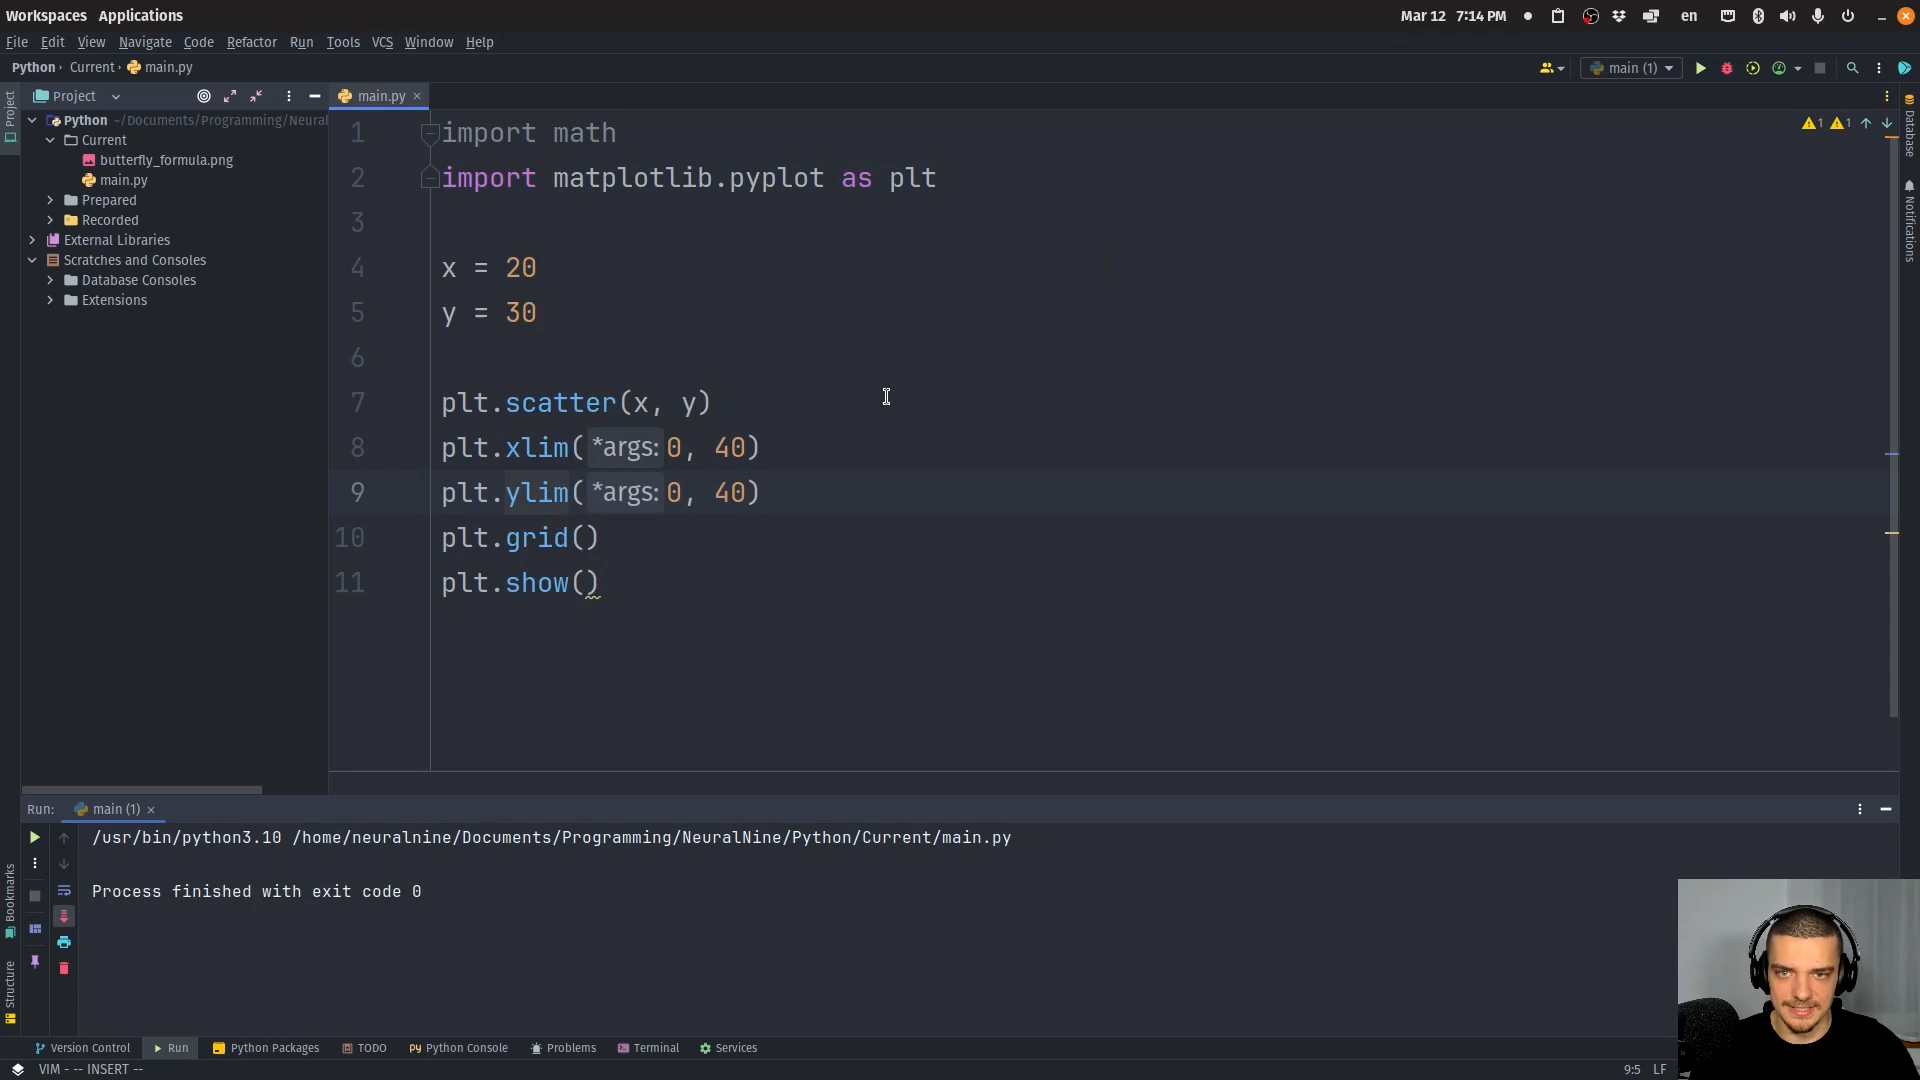 Workspaces Applications
Mar 12 7:14 PM
en
File Edit View Navigate Code Refactor Run Tools VCS Window Help
Python Current main.py
main (1)
Project
main.py
Project
Python ~/Documents/Programming/Neural
Current
butterfly_formula.png
main.py
Prepared
Recorded
External Libraries
Scratches and Consoles
Database Consoles
Extensions
1 import math
2 import matplotlib.pyplot as plt
3
4 x = 20
5 y = 30
6
7 plt.scatter(x, y)
8 plt.xlim( *args: 0, 40)
9 plt.ylim( *args: 0, 40)
10 plt.grid()
11 plt.show()
1 1
Database
Notifications
Run: main (1)
/usr/bin/python3.10 /home/neuralnine/Documents/Programming/NeuralNine/Python/Current/main.py
Process finished with exit code 0
Bookmarks
Structure
Version Control Run Python Packages TODO Python Console Problems Terminal Services
VIM - -- INSERT --
9:5 LF